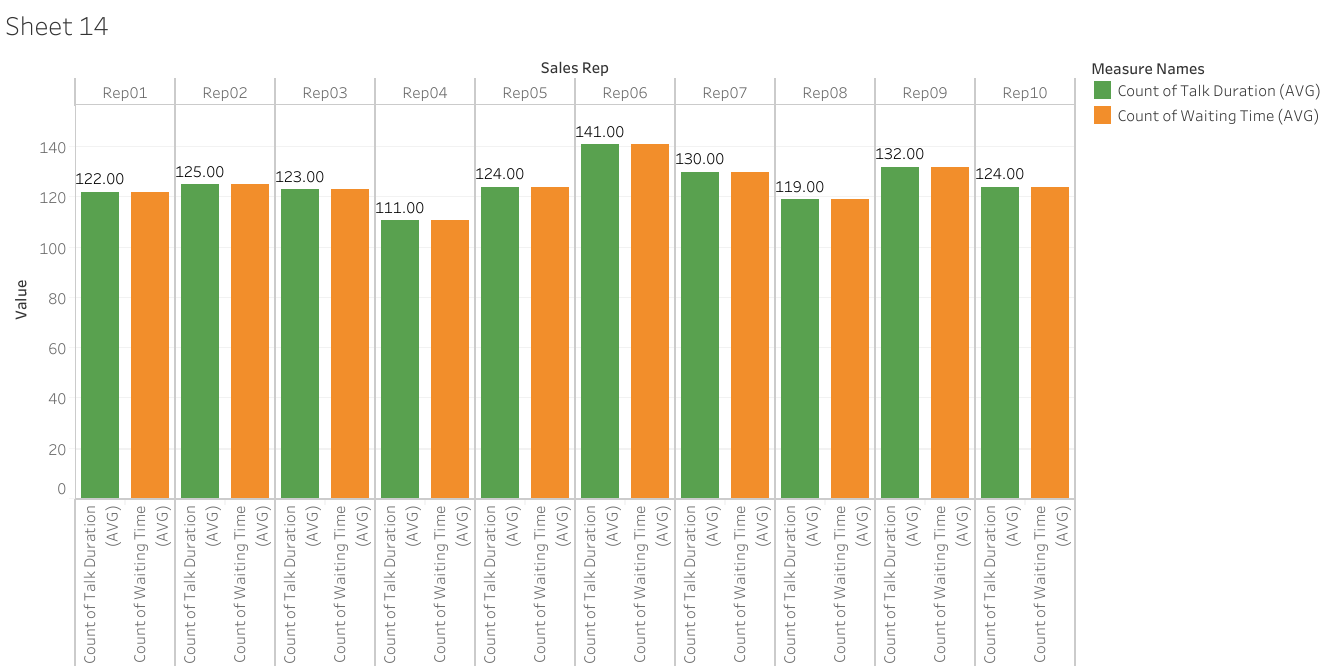 Sheet 14
Sales Rep
Rep01 Rep02 Rep03 Rep04 Rep05 Rep06 Rep07 Rep08 Rep09 Rep10
Measure Names
Count of Talk Duration (AVG)
Count of Waiting Time (AVG)
Value
140
120
100
80
60
40
20
0
122.00
125.00
123.00
111.00
124.00
141.00
130.00
119.00
132.00
124.00
Count of Talk Duration
(AVG)
Count of Waiting Time
(AVG)
Count of Talk Duration
(AVG)
Count of Waiting Time
(AVG)
Count of Talk Duration
(AVG)
Count of Waiting Time
(AVG)
Count of Talk Duration
(AVG)
Count of Waiting Time
(AVG)
Count of Talk Duration
(AVG)
Count of Waiting Time
(AVG)
Count of Talk Duration
(AVG)
Count of Waiting Time
(AVG)
Count of Talk Duration
(AVG)
Count of Waiting Time
(AVG)
Count of Talk Duration
(AVG)
Count of Waiting Time
(AVG)
Count of Talk Duration
(AVG)
Count of Waiting Time
(AVG)
Count of Talk Duration
(AVG)
Count of Waiting Time
(AVG)